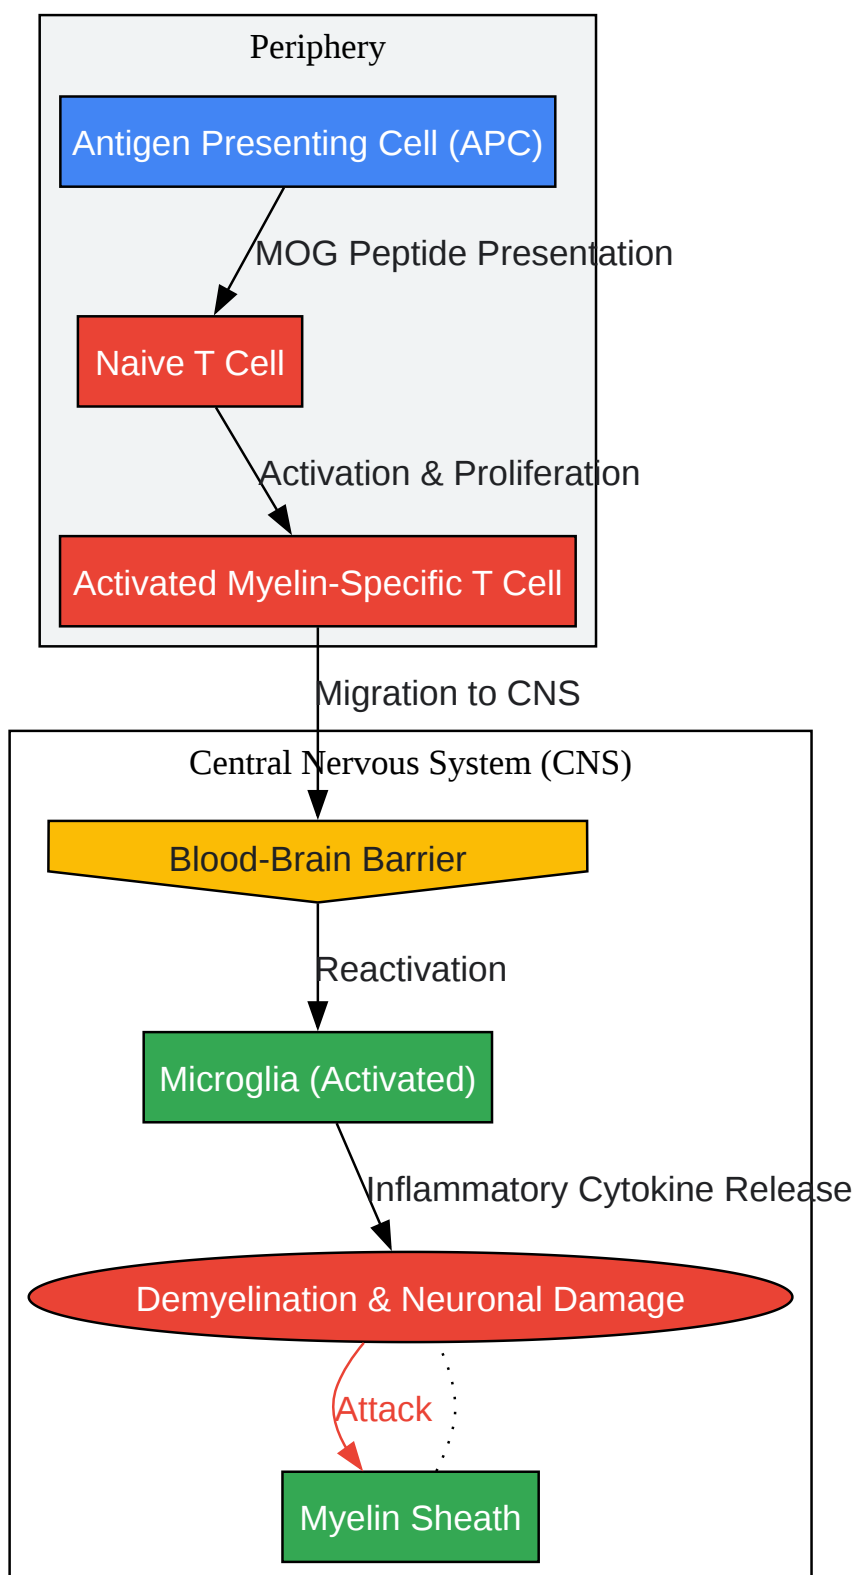 Periphery
Antigen Presenting Cell (APC)
MOG Peptide Presentation
Naive T Cell
Activation & Proliferation
Activated Myelin-Specific T Cell
Migration to CNS
Central Nervous System (CNS)
Blood-Brain Barrier
Reactivation
Microglia (Activated)
Inflammatory Cytokine Release
Demyelination & Neuronal Damage
Attack
Myelin Sheath